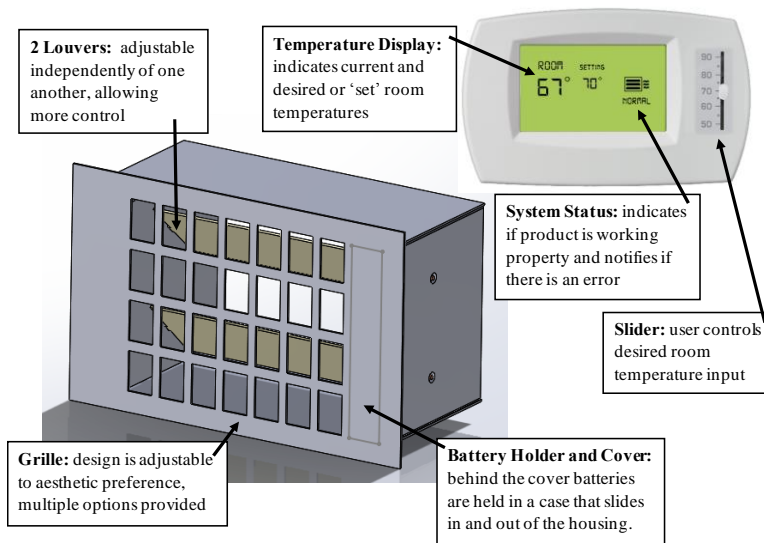 2 Louvers: adjustable
independently of one
another, allowing
more control
Temperature Display:
indicates current and
desired or ‘set’ room
temperatures
ROOM
67°
SETTING
70°
NORMAL
90
80
70
60
50
System Status: indicates
if product is working
property and notifies if
there is an error
Slider: user controls
desired room
temperature input
Grille: design is adjustable
to aesthetic preference,
multiple options provided
Battery Holder and Cover:
behind the cover batteries
are held in a case that slides
in and out of the housing.